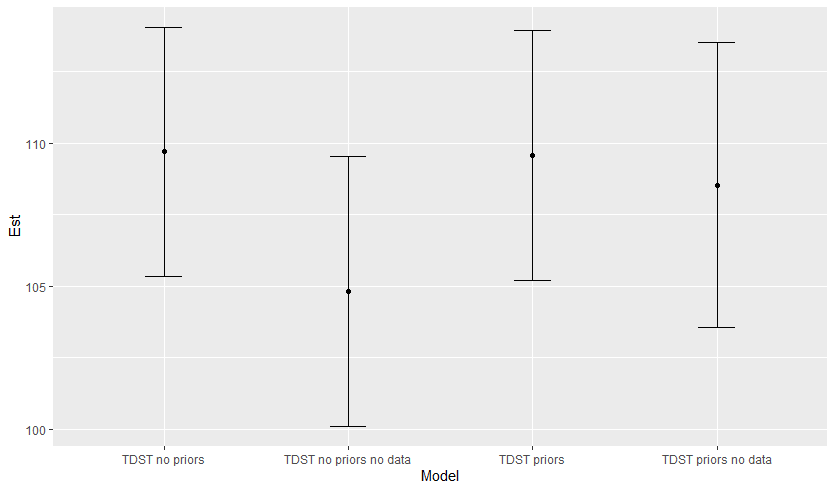 Est
110
105
100
TDST no priors
TDST no priors no data
TDST priors
TDST priors no data
Model